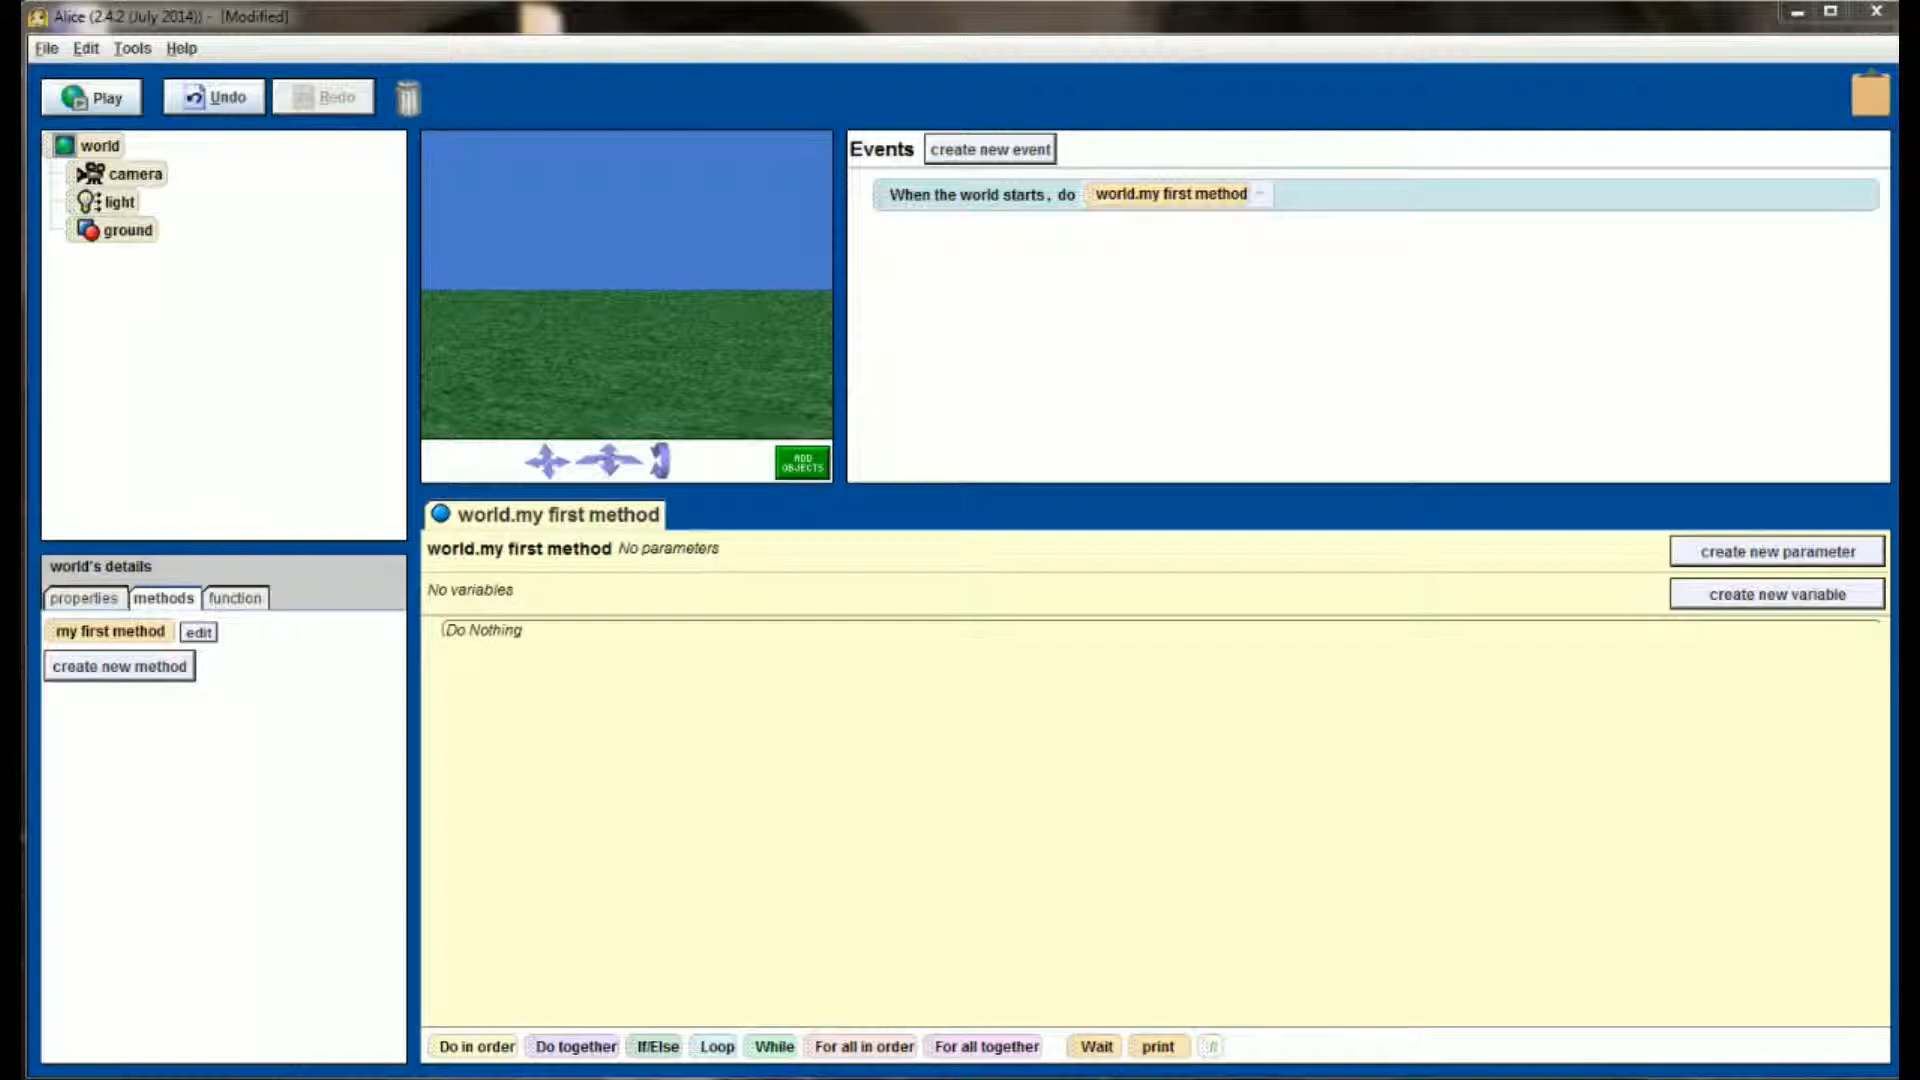 Alice (2.4.2 (July 2014)) - [Modified]
File Edit Tools Help
Play Undo Redo
world
camera
light
ground
ADD
OBJECTS
Events create new event
When the world starts, do world.my first method
world's details
properties methods function
my first method edit
create new method
world.my first method
world.my first method No parameters
create new parameter
No variables
create new variable
(Do Nothing
Do in order Do together If/Else Loop While For all in order For all together Wait print //